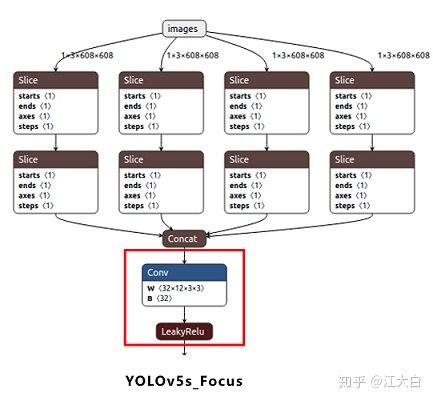 images
1×3×608×608 1×3×608×608 1×3×608×608 1×3×608×608
Slice Slice Slice Slice
starts ⟨1⟩ starts ⟨1⟩ starts ⟨1⟩ starts ⟨1⟩
ends ⟨1⟩ ends ⟨1⟩ ends ⟨1⟩ ends ⟨1⟩
axes ⟨1⟩ axes ⟨1⟩ axes ⟨1⟩ axes ⟨1⟩
steps ⟨1⟩ steps ⟨1⟩ steps ⟨1⟩ steps ⟨1⟩
Slice Slice Slice Slice
starts ⟨1⟩ starts ⟨1⟩ starts ⟨1⟩ starts ⟨1⟩
ends ⟨1⟩ ends ⟨1⟩ ends ⟨1⟩ ends ⟨1⟩
axes ⟨1⟩ axes ⟨1⟩ axes ⟨1⟩ axes ⟨1⟩
steps ⟨1⟩ steps ⟨1⟩ steps ⟨1⟩ steps ⟨1⟩
Concat
Conv
W ⟨32×12×3×3⟩
B ⟨32⟩
LeakyRelu
YOLOv5s_Focus
知乎 @江大白